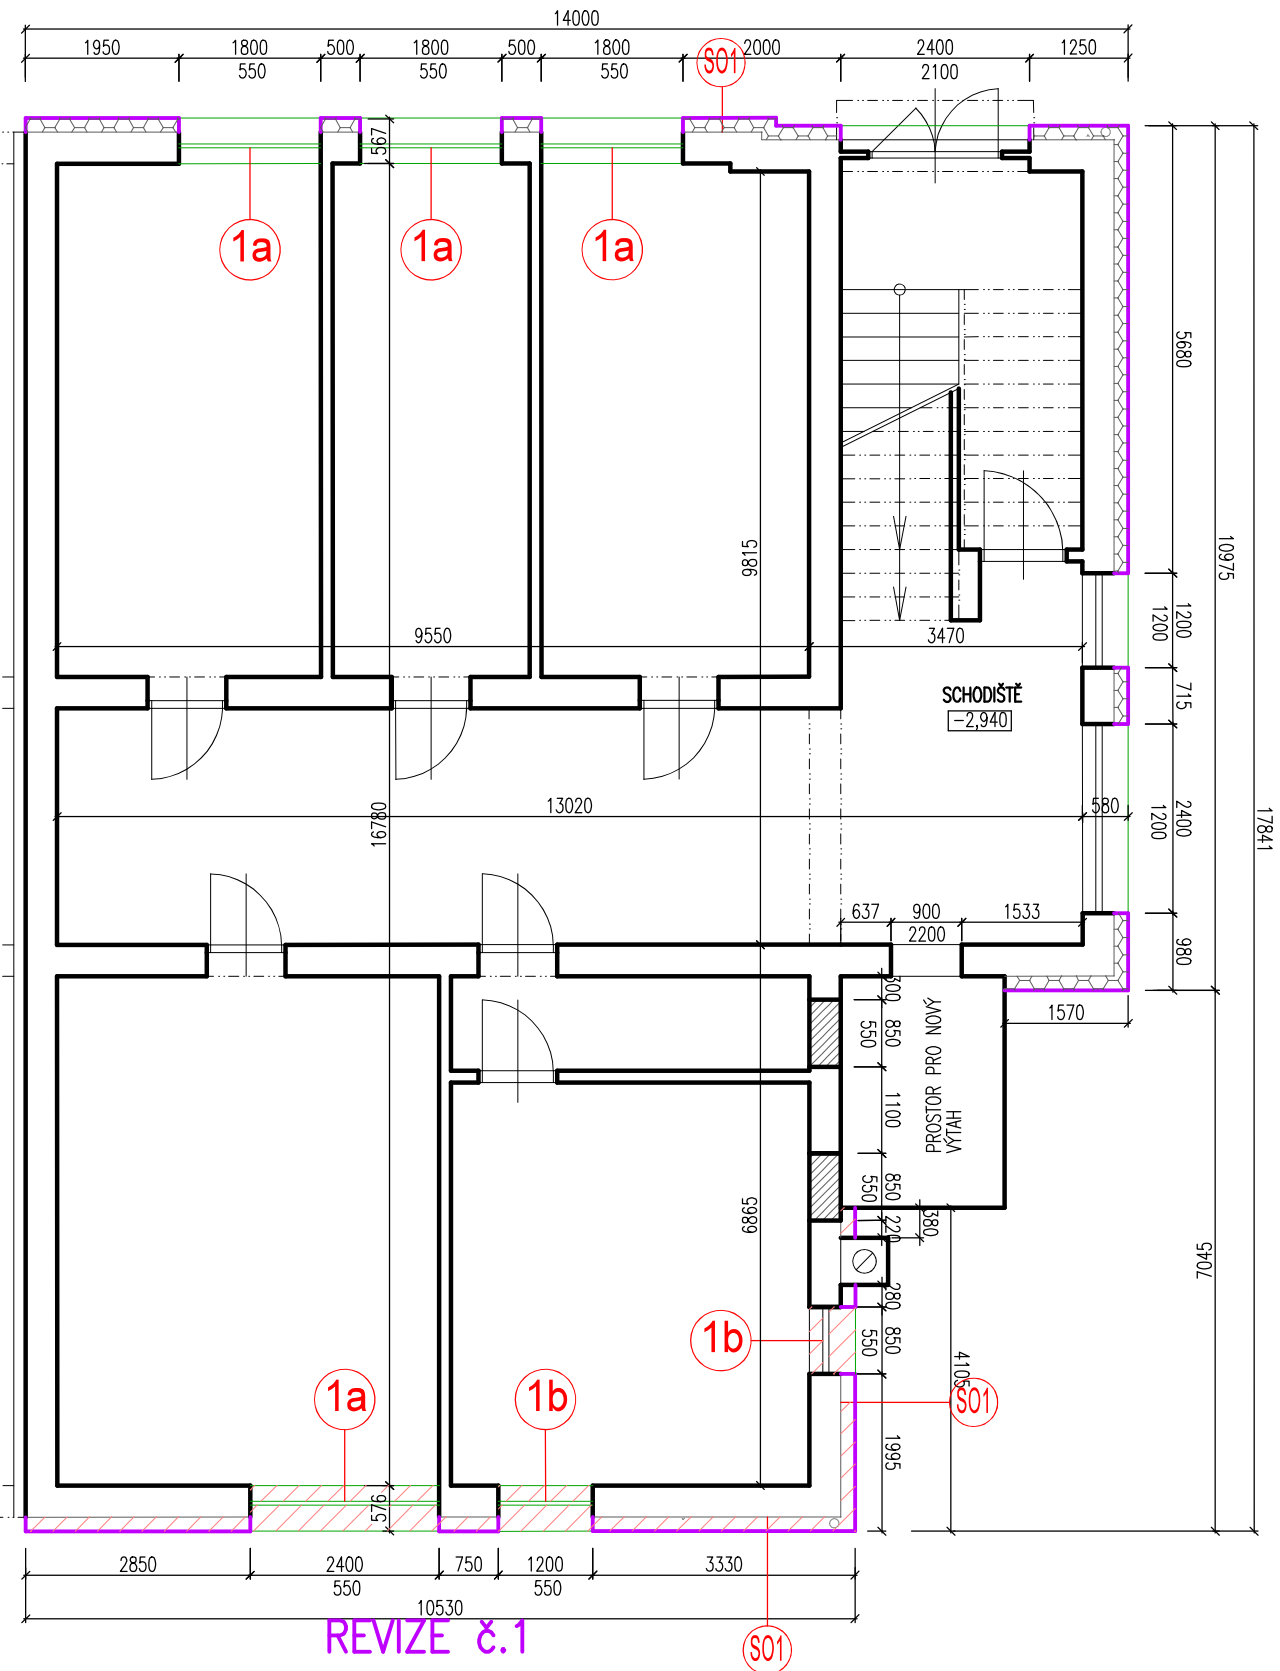 14000
1950 1800 500 1800 500 1800 2000 2400 1250
550 550 550 2100
S01
567
1a 1a 1a
5680
10975
9815
9550 3470
1200
1200
SCHODIŠTĚ
-2,940
715
16780
13020 580
2400
1200
17841
637 900 1533
2200
980
300
1570
850
550
PROSTOR PRO NOVÝ
VÝTAH
1100
850
550
6865
220
380
7045
280
1b
850
550
4105
1a 1b S01
1995
576
2850 2400 750 1200 3330
550 550
10530
REVIZE č.1
S01